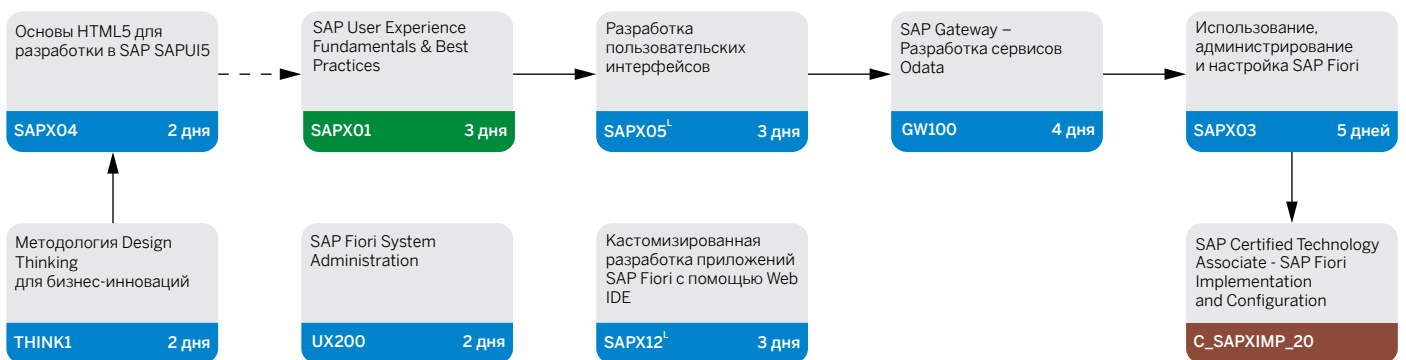 Основы HTML5 для
разработки в SAP SAPUI5
SAPX04 2 дня
SAP User Experience
Fundamentals & Best
Practices
SAPX01 3 дня
Разработка
пользовательских
интерфейсов
SAPX05ᴸ 3 дня
SAP Gateway –
Разработка сервисов
Odata
GW100 4 дня
Использование,
администрирование
и настройка SAP Fiori
SAPX03 5 дней
Методология Design
Thinking
для бизнес-инноваций
THINK1 2 дня
SAP Fiori System
Administration
UX200 2 дня
Кастомизированная
разработка приложений
SAP Fiori с помощью Web
IDE
SAPX12ᴸ 3 дня
SAP Certified Technology
Associate - SAP Fiori
Implementation
and Configuration
C_SAPXIMP_20